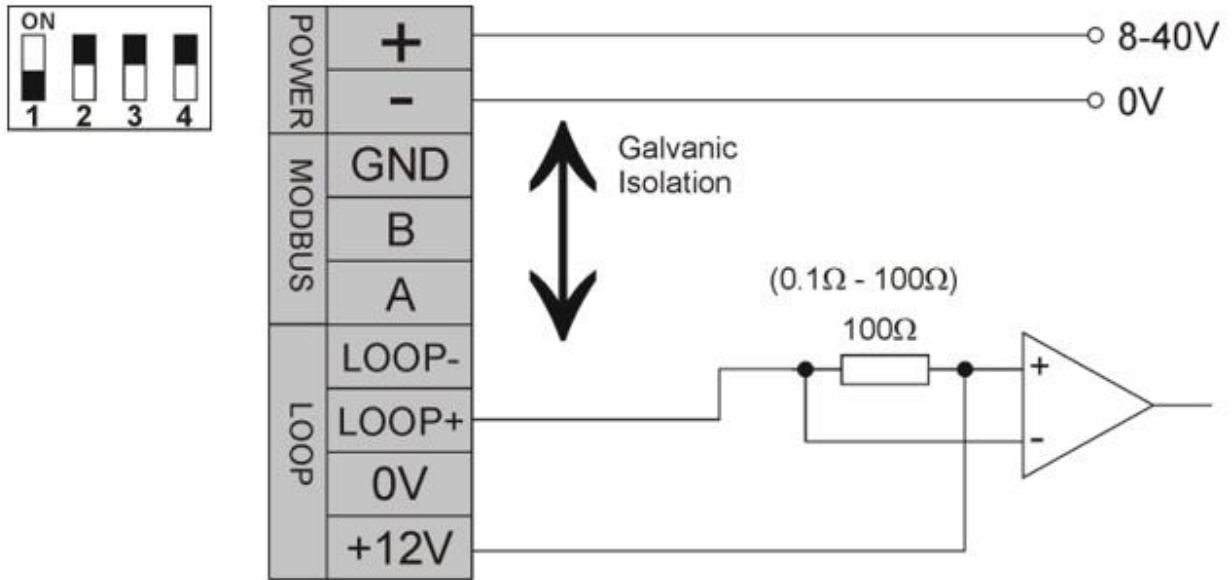 ON
1 2 3 4
POWER
+
-
MODBUS
GND
B
A
LOOP
LOOP-
LOOP+
0V
+12V
8-40V
0V
Galvanic
Isolation
(0.1Ω - 100Ω)
100Ω
+
-